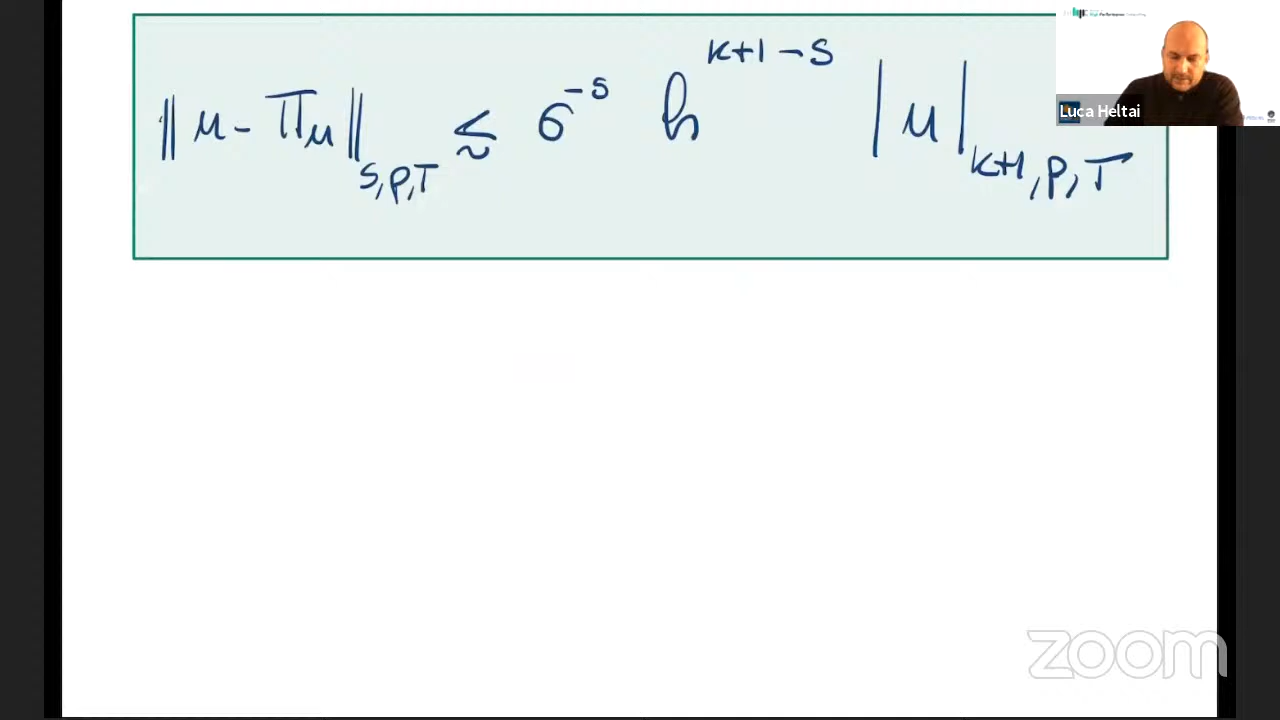 ‖u - Πu‖_{s,p,T} ≲ σ^{-s} h^{k+1-s} |u|_{k+1,p,T}
Luca Heltai
zoom